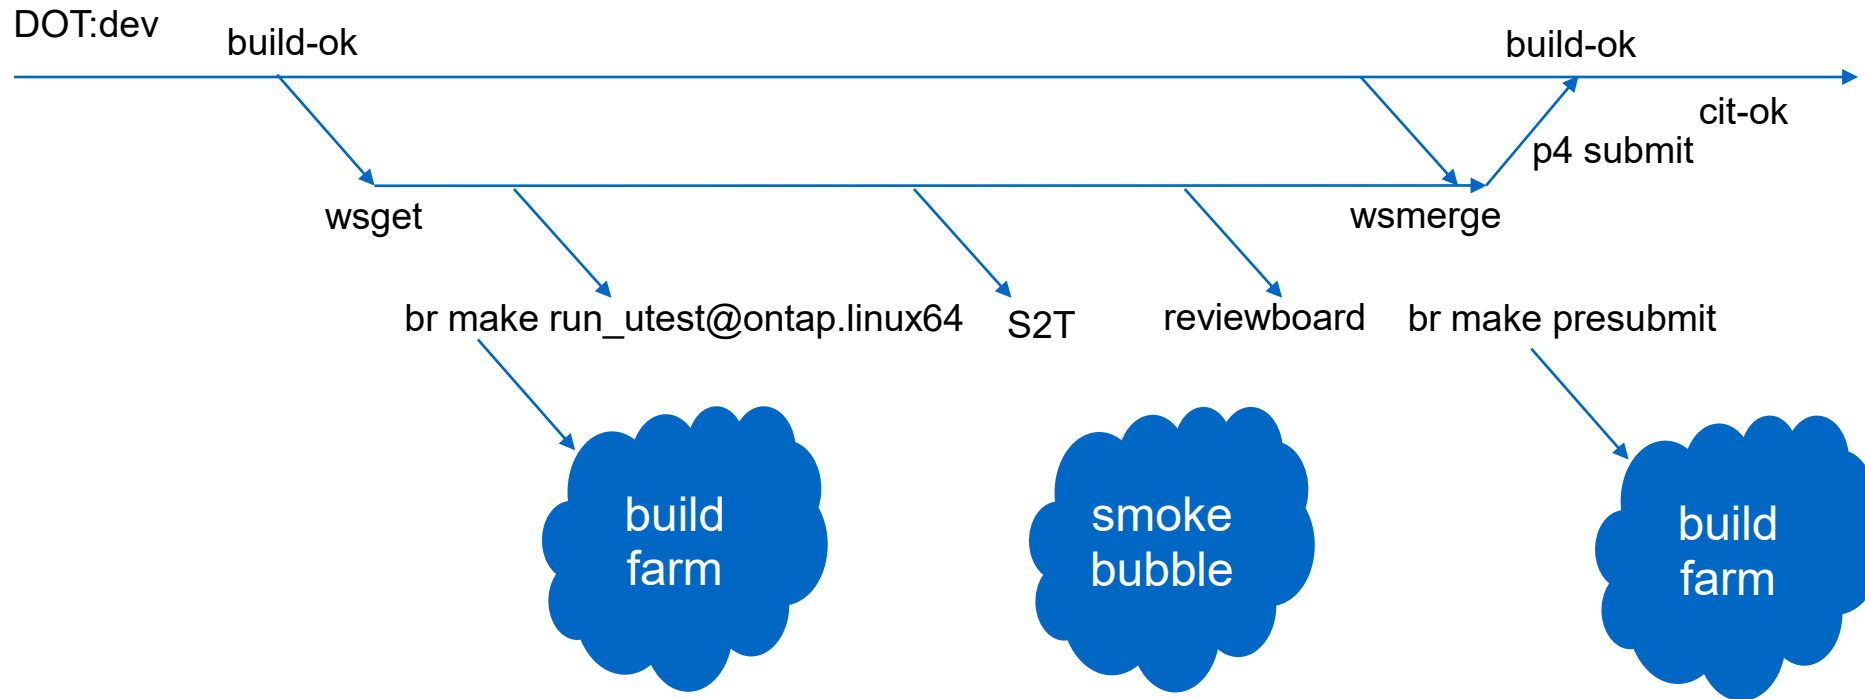 DOT:dev
build-ok
build-ok
cit-ok
p4 submit
wsget
wsmerge
br make run_utest@ontap.linux64
S2T
reviewboard
br make presubmit
build
farm
smoke
bubble
build
farm